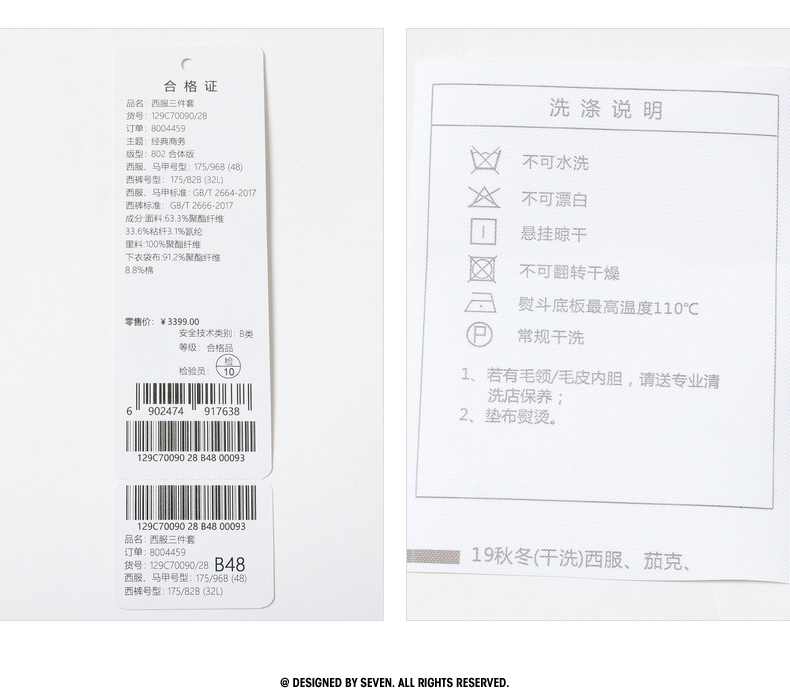 合格证
品名：西服三件套
货号：129C70090/28
订单：8004459
主题：经典商务
版型：802 合体版
西服、马甲号型：175/96B (48)
西裤号型： 175/82B (32L)
西服、马甲标准：GB/T 2664-2017
西裤标准：GB/T 2666-2017
成分:面料:63.3%聚酯纤维
33.6%粘纤3.1%氨纶
里料:100%聚酯纤维
下衣袋布:91.2%聚酯纤维
8.8%棉
零售价：￥3399.00
安全技术类别：B类
等级：合格品
检验员：
检
10
6 902474 917638
129C70090 28 B48 00093
129C70090 28 B48 00093
品名：西服三件套
订单：8004459
货号：129C70090/28 B48
西服、马甲号型：175/96B (48)
西裤号型：175/82B (32L)
洗涤说明
不可水洗
不可漂白
悬挂晾干
不可翻转干燥
熨斗底板最高温度110℃
P 常规干洗
1、若有毛领/毛皮内胆，请送专业清
洗店保养；
2、垫布熨烫。
19秋冬(干洗)西服、茄克、
@ DESIGNED BY SEVEN. ALL RIGHTS RESERVED.